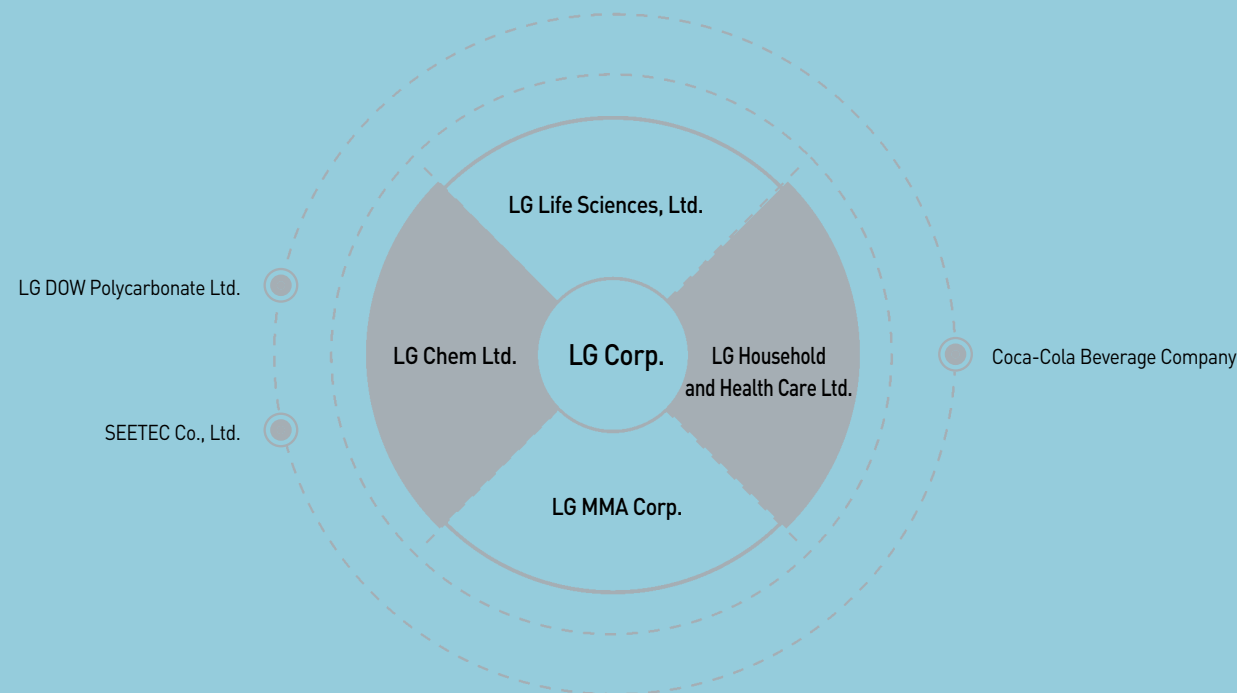 LG Life Sciences, Ltd.
LG DOW Polycarbonate Ltd.
LG Chem Ltd.
LG Corp.
LG Household
and Health Care Ltd.
Coca-Cola Beverage Company
SEETEC Co., Ltd.
LG MMA Corp.